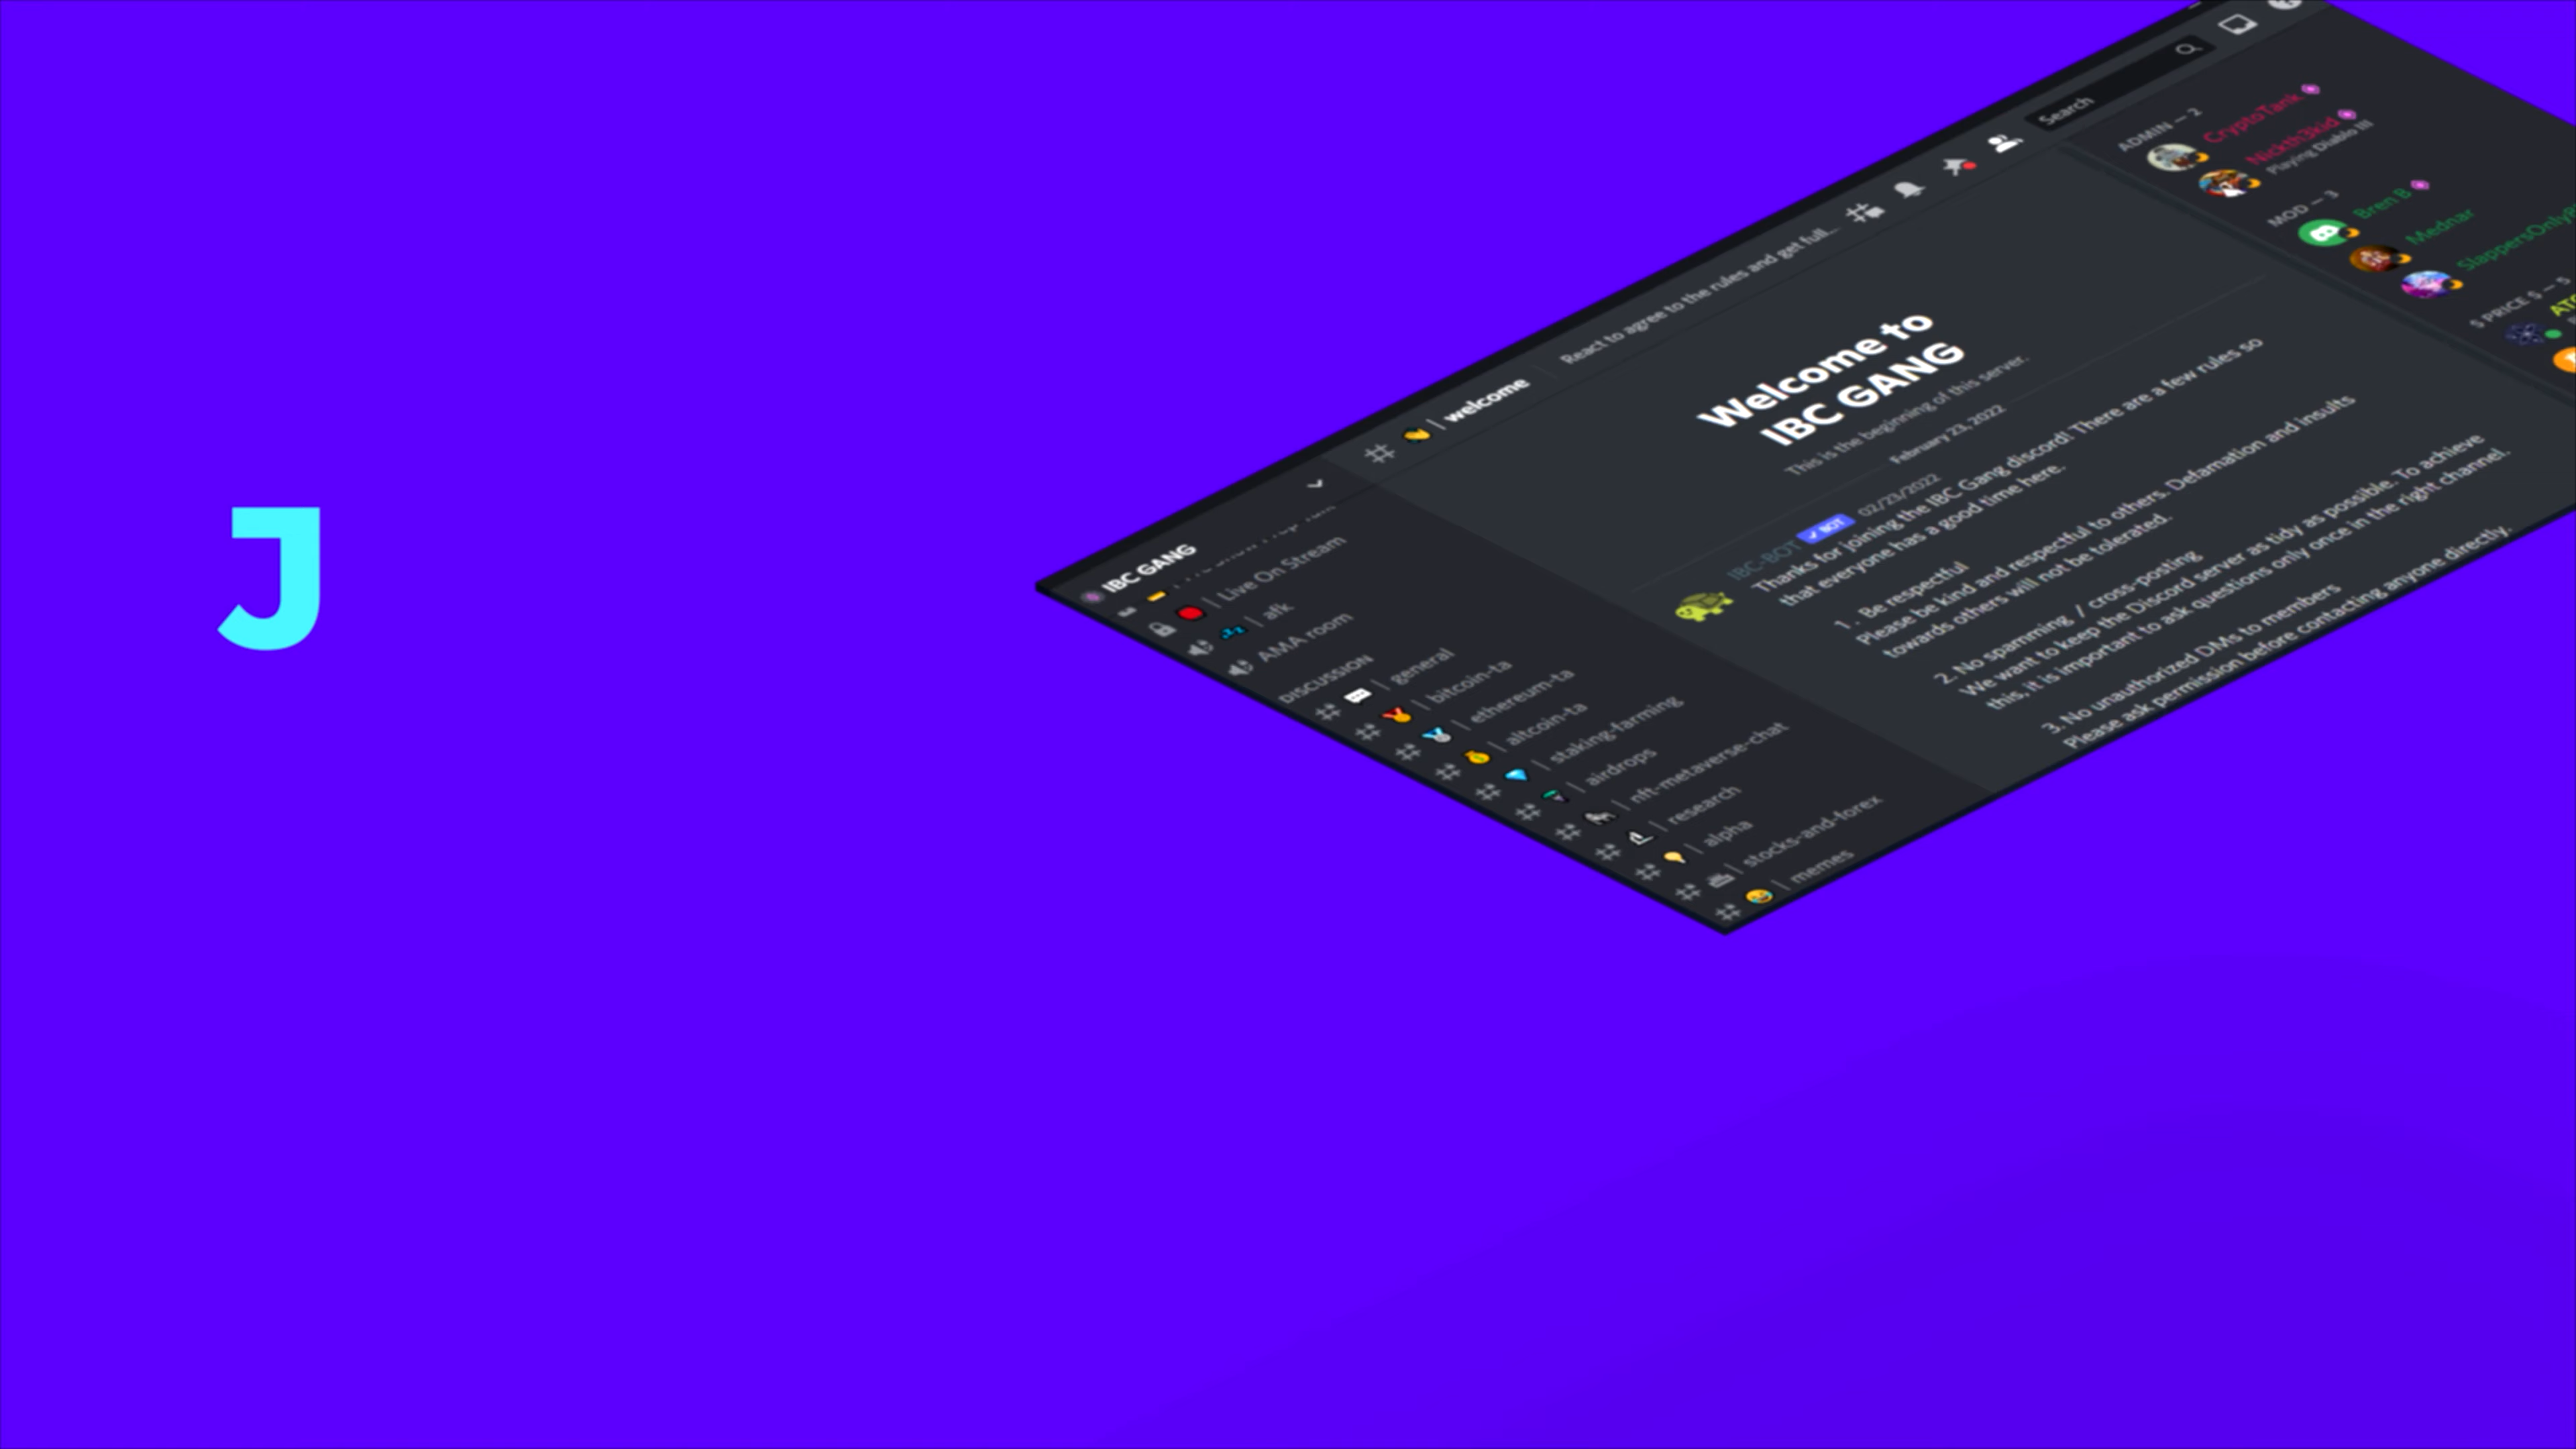 J
IBC GANG
Live On Stream
afk
AMA room
DISCUSSION
general
bitcoin-ta
ethereum-ta
altcoin-ta
staking-farming
airdrops
nft-metaverse-chat
research
alpha
stocks-and-forex
memes
welcome
React to agree to the rules and get full...
Search
Welcome to
IBC GANG
This is the beginning of this server.
February 23, 2022
IBC-BOT BOT 02/23/2022
Thanks for joining the IBC Gang discord! There are a few rules so
that everyone has a good time here.
1. Be respectful
Please be kind and respectful to others. Defamation and insults
towards others will not be tolerated.
2. No spamming / cross-posting
We want to keep the Discord server as tidy as possible. To achieve
this, it is important to ask questions only once in the right channel.
3. No unauthorized DMs to members
Please ask permission before contacting anyone directly.
ADMIN — 2
CryptoTank
Nickth3kid
Playing Diablo III
MOD — 3
Bren B
Mednar